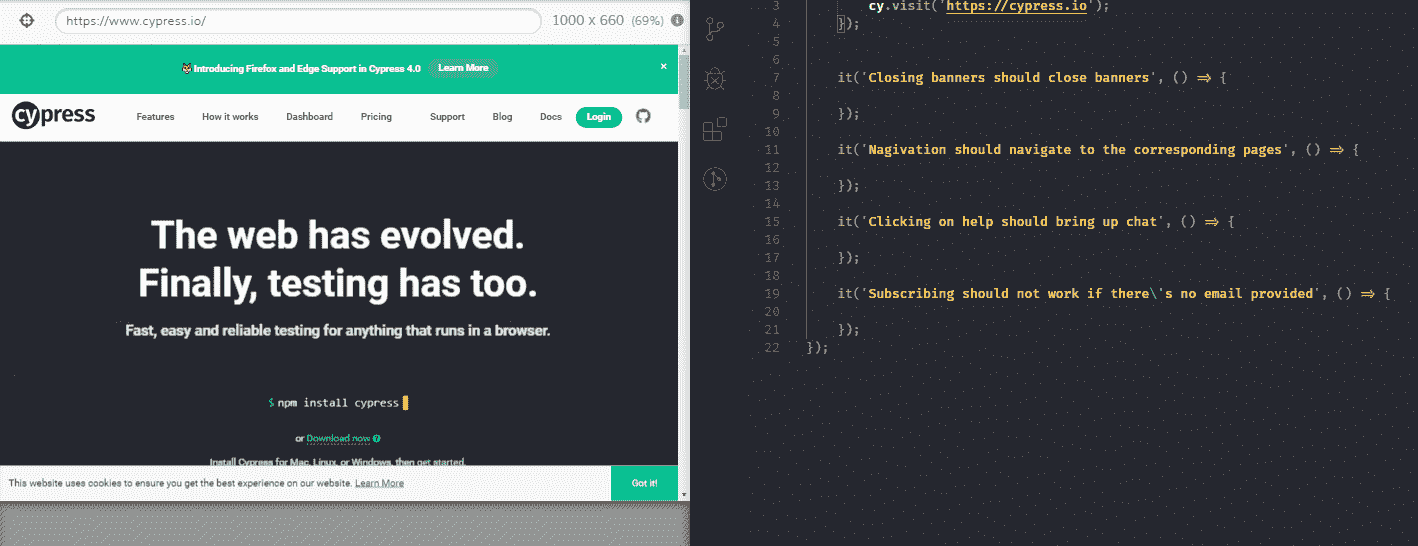 https://www.cypress.io/ 1000 x 660 (69%)
Introducing Firefox and Edge Support in Cypress 4.0 Learn More ×
cypress Features How it works Dashboard Pricing Support Blog Docs Login
The web has evolved.
Finally, testing has too.
Fast, easy and reliable testing for anything that runs in a browser.
$ npm install cypress
or Download now
Install Cypress for Mac, Linux, or Windows, then get started.
This website uses cookies to ensure you get the best experience on our website. Learn More Got it!
3 cy.visit('https://cypress.io');
4 });
5
6
7 it('Closing banners should close banners', () => {
8
9 });
10
11 it('Nagivation should navigate to the corresponding pages', () => {
12
13 });
14
15 it('Clicking on help should bring up chat', () => {
16
17 });
18
19 it('Subscribing should not work if there\'s no email provided', () => {
20
21 });
22 });